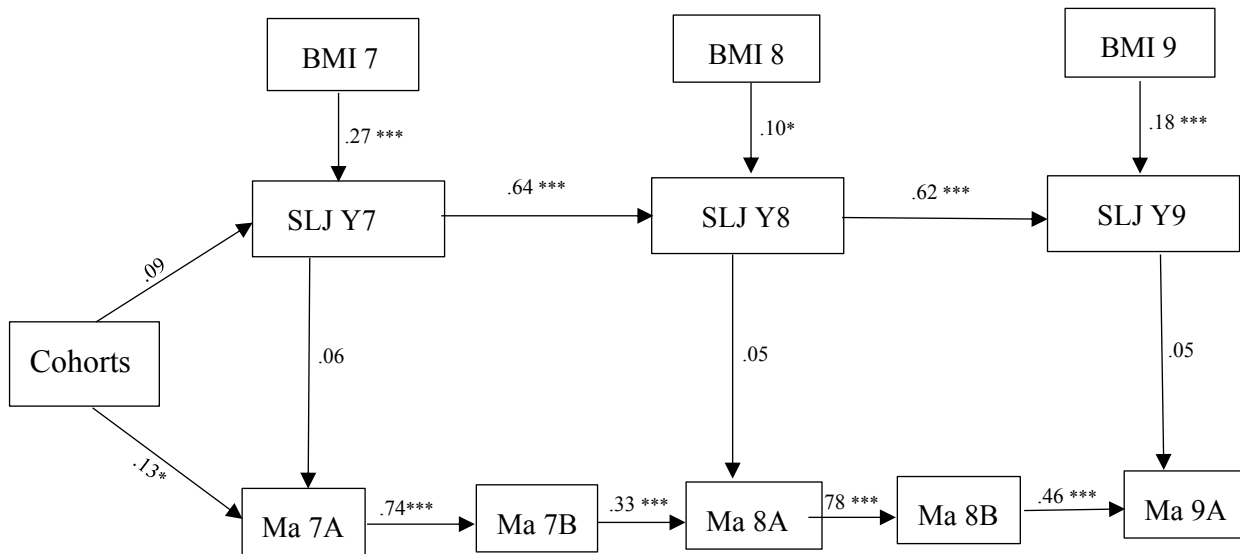 BMI 7
BMI 8
BMI 9
.27 ***
.10*
.18 ***
SLJ Y7
.64 ***
SLJ Y8
.62 ***
SLJ Y9
.09
Cohorts
.06
.05
.05
.13*
Ma 7A
.74***
Ma 7B
.33 ***
Ma 8A
78 ***
Ma 8B
.46 ***
Ma 9A